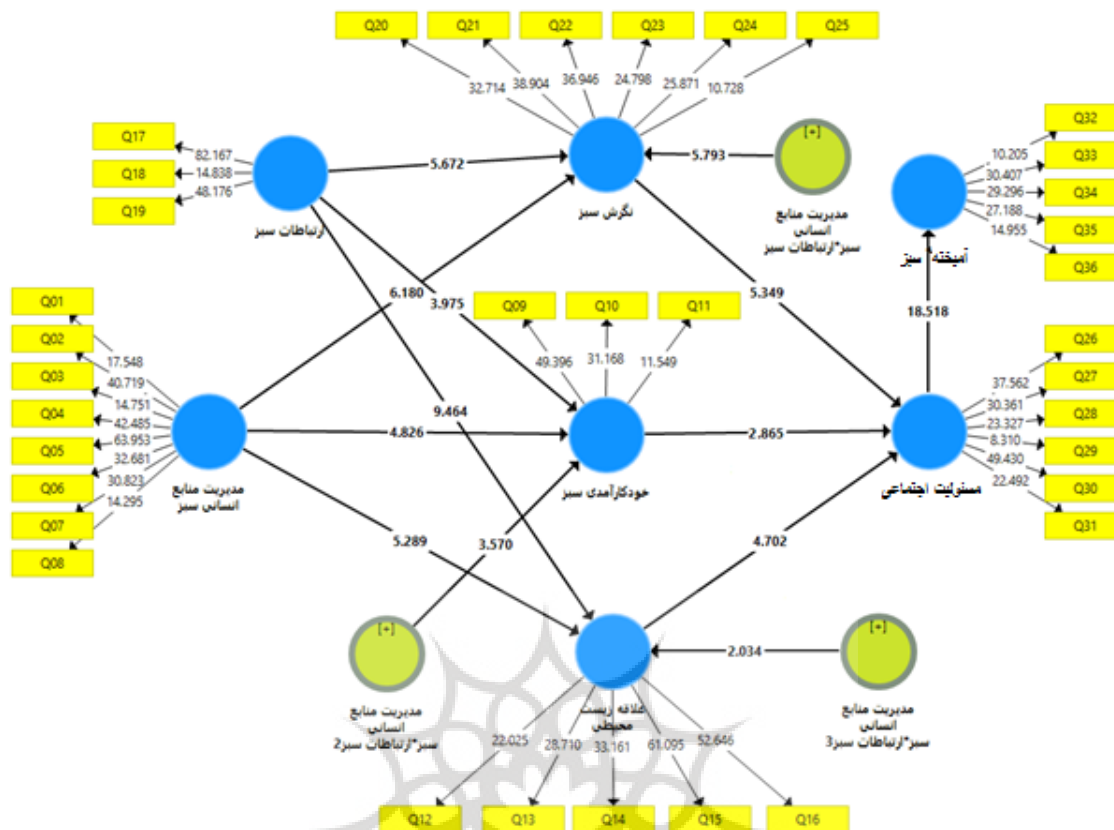 Q20 Q21 Q22 Q23 Q24 Q25
32.714 38.904 36.946 24.798 25.871 10.728
Q17
Q18
Q19
82.167
14.838
48.176
ارتباطات سبز
5.672
نگرش سبز
5.793
[+]
مدیریت منابع
انسانی
سبز*ارتباطات سبز
آمیخته سبز
Q32
Q33
Q34
Q35
Q36
10.205
30.407
29.296
27.188
14.955
6.180
3.975
9.464
5.349
18.518
Q01
Q02
Q03
Q04
Q05
Q06
Q07
Q08
17.548
40.719
14.751
42.485
63.953
32.681
30.823
14.295
مدیریت منابع
انسانی سبز
Q09 Q10 Q11
49.396 31.168 11.549
4.826
خودکارآمدی سبز
2.865
مسئولیت اجتماعی
Q26
Q27
Q28
Q29
Q30
Q31
37.562
30.361
23.327
8.310
49.430
22.492
5.289
3.570
4.702
[+]
مدیریت منابع
انسانی
سبز*ارتباطات سبز2
علاقه زیست
محیطی
2.034
[+]
مدیریت منابع
انسانی
سبز*ارتباطات سبز3
22.025 28.710 33.161 61.095 52.646
Q12 Q13 Q14 Q15 Q16